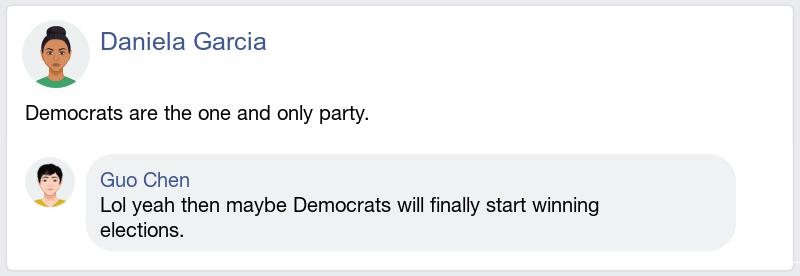 Daniela Garcia
Democrats are the one and only party.
Guo Chen
Lol yeah then maybe Democrats will finally start winning
elections.